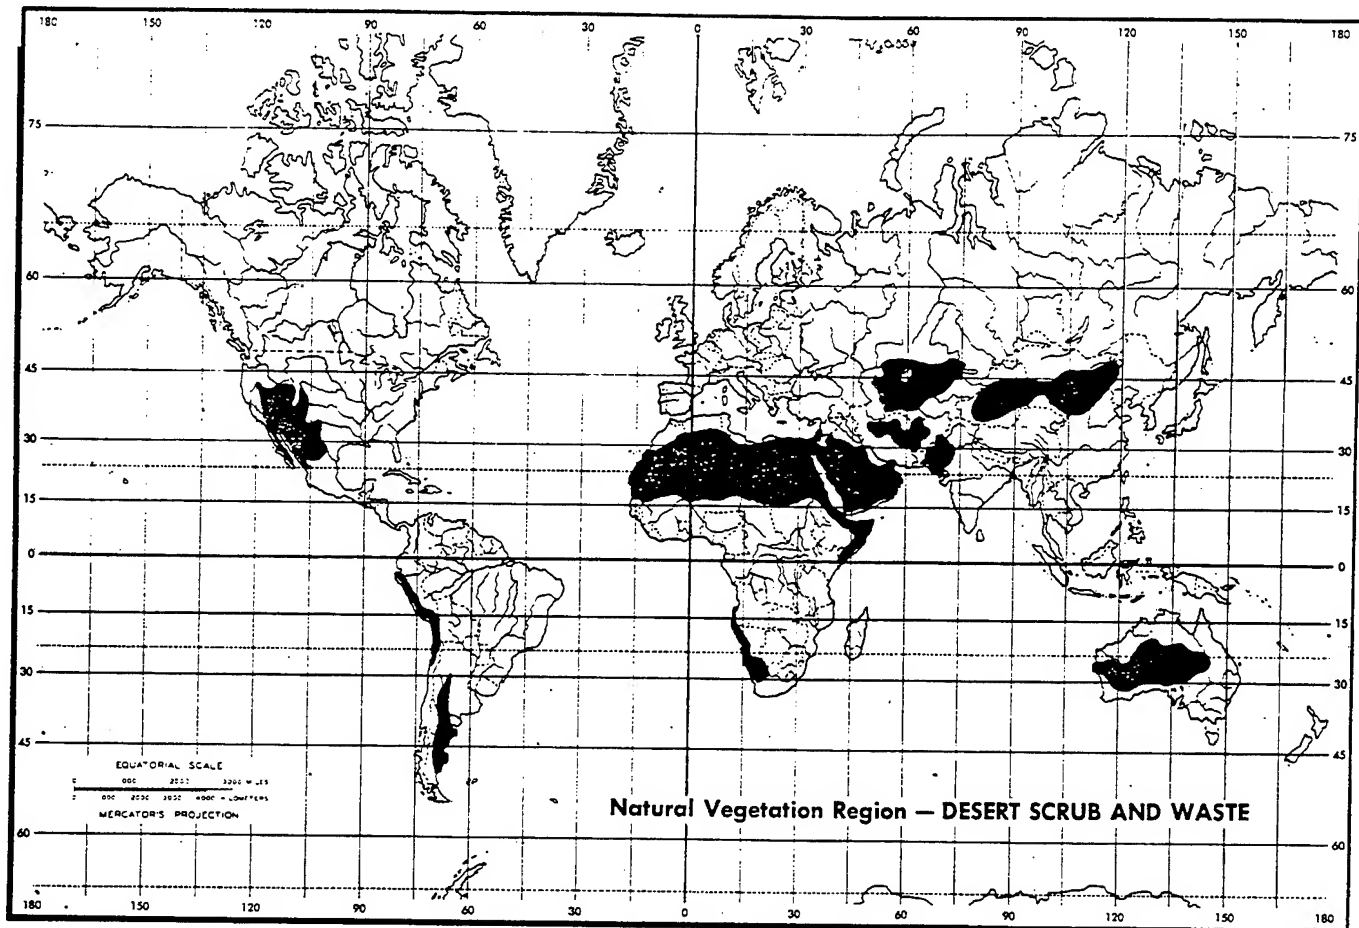 180 150 120 90 60 30 0 30 60 90 120 150 180
75 75
60 60
45 45
30 30
15 15
0 0
15 15
30 30
45 45
EQUATORIAL SCALE
MILES
MERCATOR'S PROJECTION
Natural Vegetation Region — DESERT SCRUB AND WASTE
60 60
180 150 120 90 60 30 0 30 60 90 120 150 180